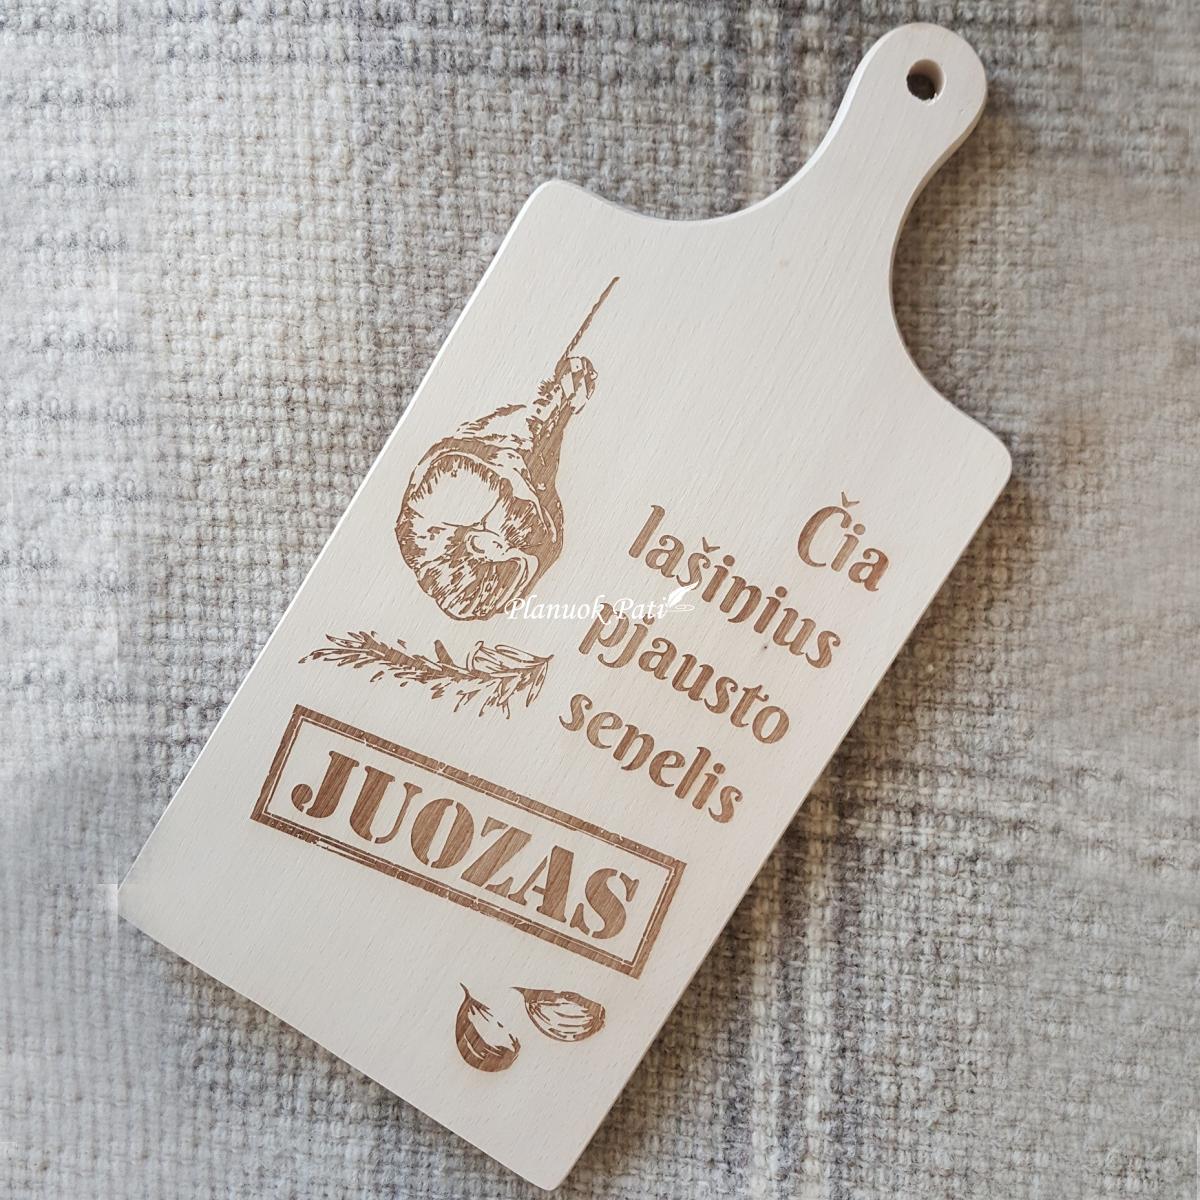 Čia
lašinius
pjausto
senelis
JUOZAS
Planuok Pati